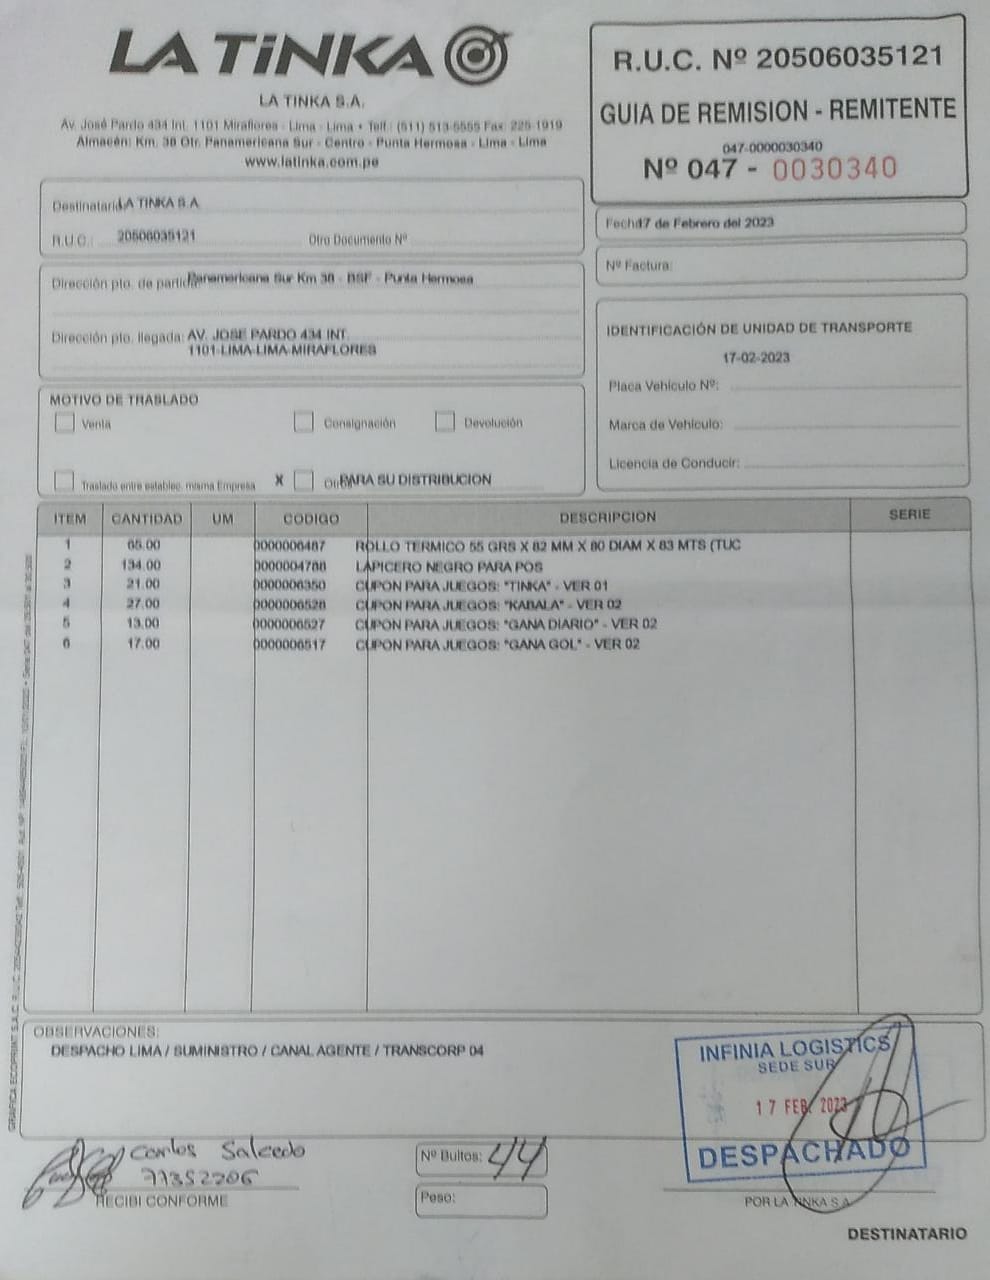 LA TiNKA
LA TINKA S.A.
Av. José Pardo 434 Int. 1101 Miraflores - Lima - Lima • Telf.: (511) 513-5555 Fax: 225-1919
Almacén: Km. 38 Otr. Panamericana Sur - Centro - Punta Hermosa - Lima - Lima
www.latinka.com.pe
R.U.C. Nº 20506035121
GUIA DE REMISION - REMITENTE
047-0000030340
Nº 047 - 0030340
Destinatario LA TINKA S.A
R.U.C.: 20506035121 Otro Documento Nº
Fecha 17 de Febrero del 2023
Nº Factura:
Dirección pto. de partida: Panamericana Sur Km 38 - BSF - Punta Hermosa
Dirección pto. llegada: AV. JOSE PARDO 434 INT.
1101-LIMA-LIMA-MIRAFLORES
IDENTIFICACIÓN DE UNIDAD DE TRANSPORTE
17-02-2023
Placa Vehículo Nº:
Marca de Vehículo:
Licencia de Conducir:
MOTIVO DE TRASLADO
Venta Consignación Devolución
Traslado entre establec. misma Empresa X Otros PARA SU DISTRIBUCION
ITEM CANTIDAD UM CODIGO DESCRIPCION SERIE
1 65.00 0000006487 ROLLO TERMICO 55 GRS X 82 MM X 80 DIAM X 83 MTS (TUC
2 134.00 0000004788 LAPICERO NEGRO PARA POS
3 21.00 0000006350 CUPON PARA JUEGOS: "TINKA" - VER 01
4 27.00 0000006528 CUPON PARA JUEGOS: "KABALA" - VER 02
5 13.00 0000006527 CUPON PARA JUEGOS: "GANA DIARIO" - VER 02
6 17.00 0000006517 CUPON PARA JUEGOS: "GANA GOL" - VER 02
OBSERVACIONES:
DESPACHO LIMA / SUMINISTRO / CANAL AGENTE / TRANSCORP 04
INFINIA LOGISTICS
SEDE SUR
17 FEB. 2023
DESPACHADO
Carlos Salcedo
71352206
RECIBI CONFORME
Nº Bultos: 44
Peso:
POR LA TINKA S.A.
DESTINATARIO